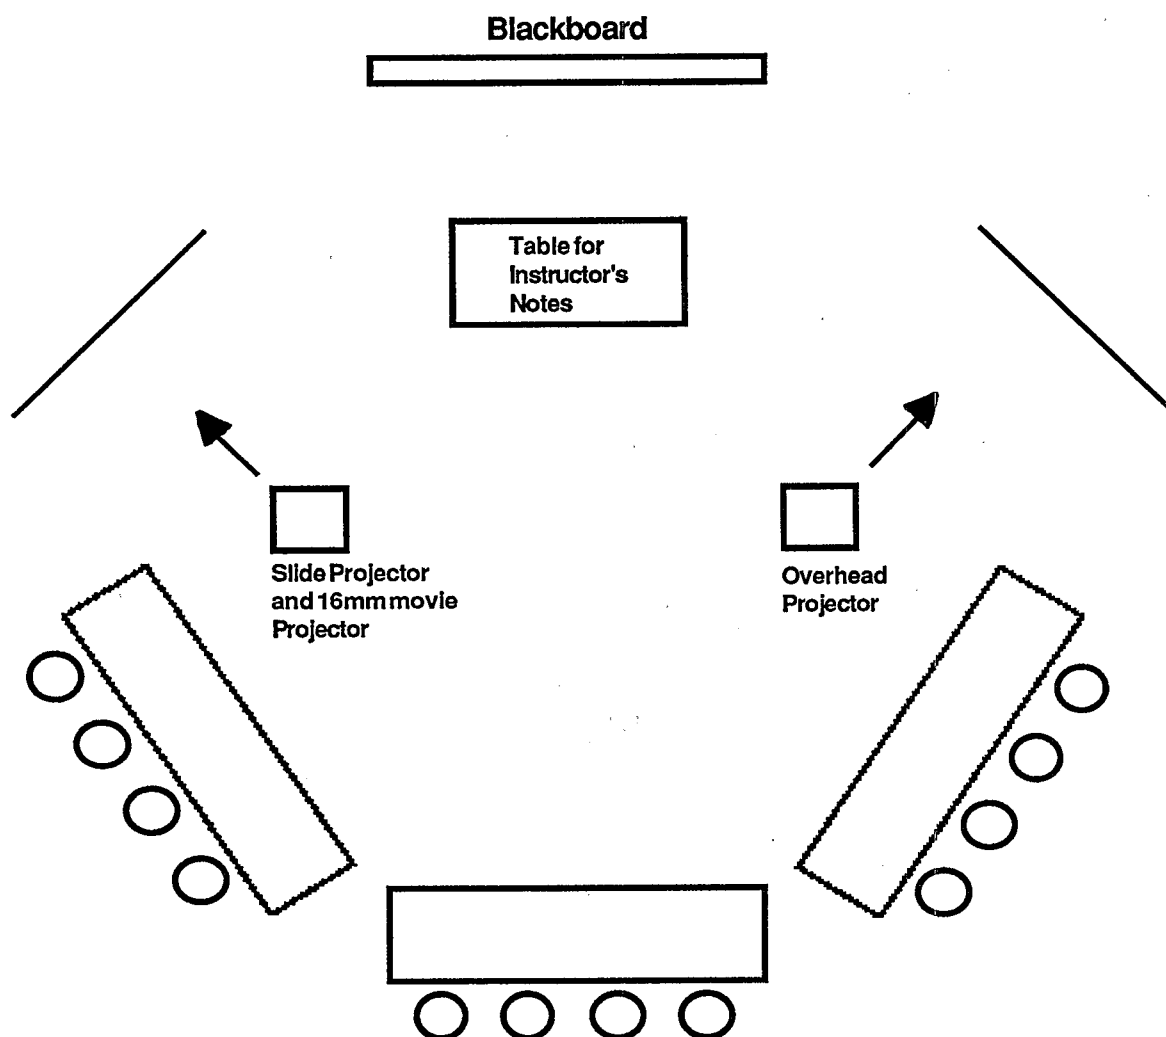 Blackboard
Table for
Instructor's
Notes
Slide Projector
and 16mm movie
Projector
Overhead
Projector